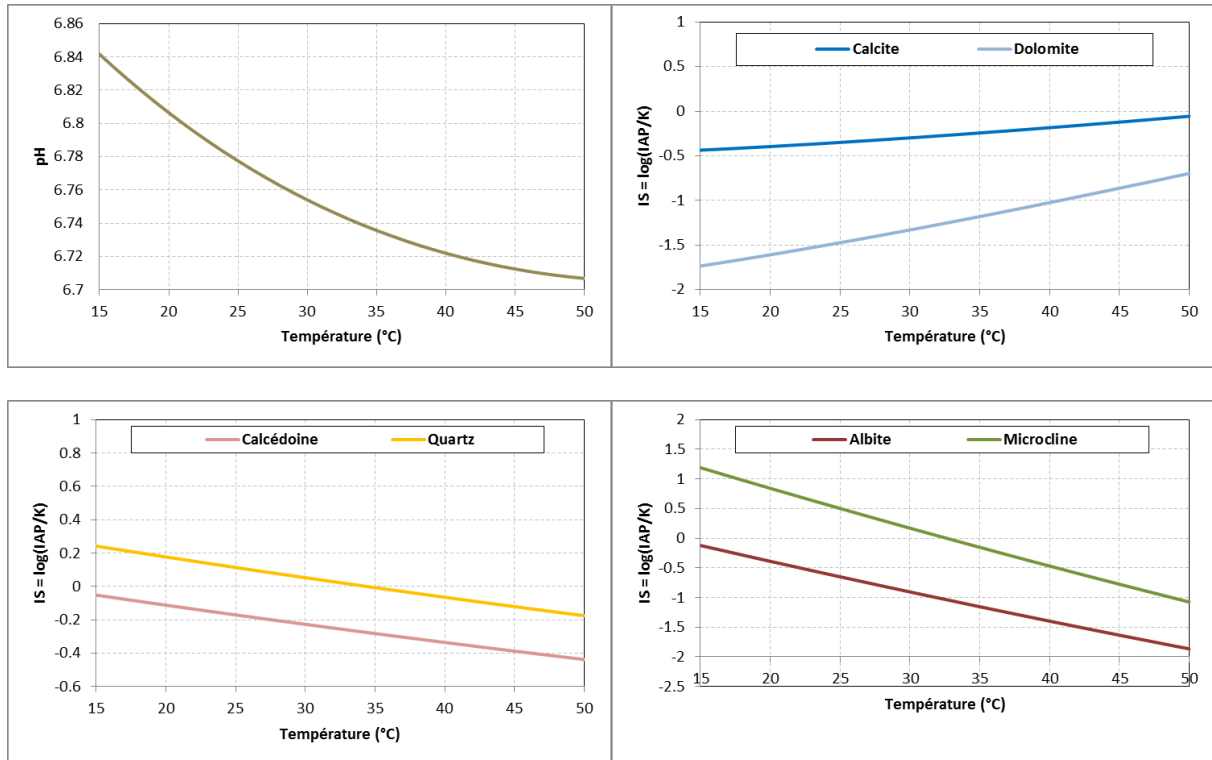 6.86
6.84
6.82
6.8
6.78
6.76
6.74
6.72
6.7
pH
15 20 25 30 35 40 45 50
Température (°C)
1
0.5
0
-0.5
-1
-1.5
-2
IS = log(IAP/K)
Calcite Dolomite
15 20 25 30 35 40 45 50
Température (°C)
1
0.8
0.6
0.4
0.2
0
-0.2
-0.4
-0.6
IS = log(IAP/K)
Calcédoine Quartz
15 20 25 30 35 40 45 50
Température (°C)
2
1.5
1
0.5
0
-0.5
-1
-1.5
-2
-2.5
IS = log(IAP/K)
Albite Microcline
15 20 25 30 35 40 45 50
Température (°C)